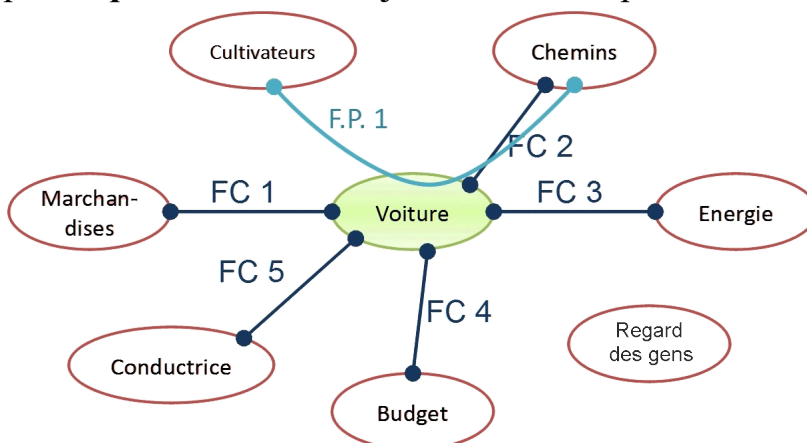 Cultivateurs
Chemins
F.P. 1
FC 2
Marchan-
dises
FC 1
Voiture
FC 3
Energie
FC 5
FC 4
Regard
des gens
Conductrice
Budget